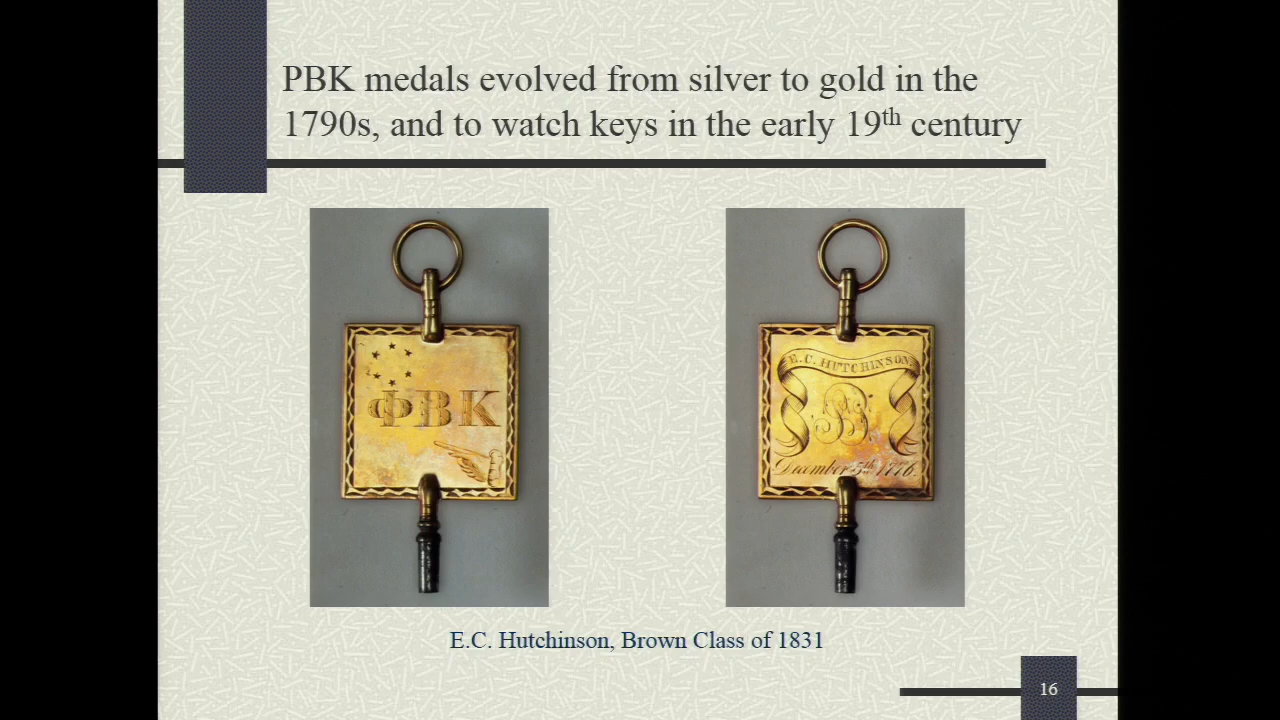 PBK medals evolved from silver to gold in the
1790s, and to watch keys in the early 19th century
ΦΒΚ
E.C. HUTCHINSON
December 5th 1776.
E.C. Hutchinson, Brown Class of 1831
16